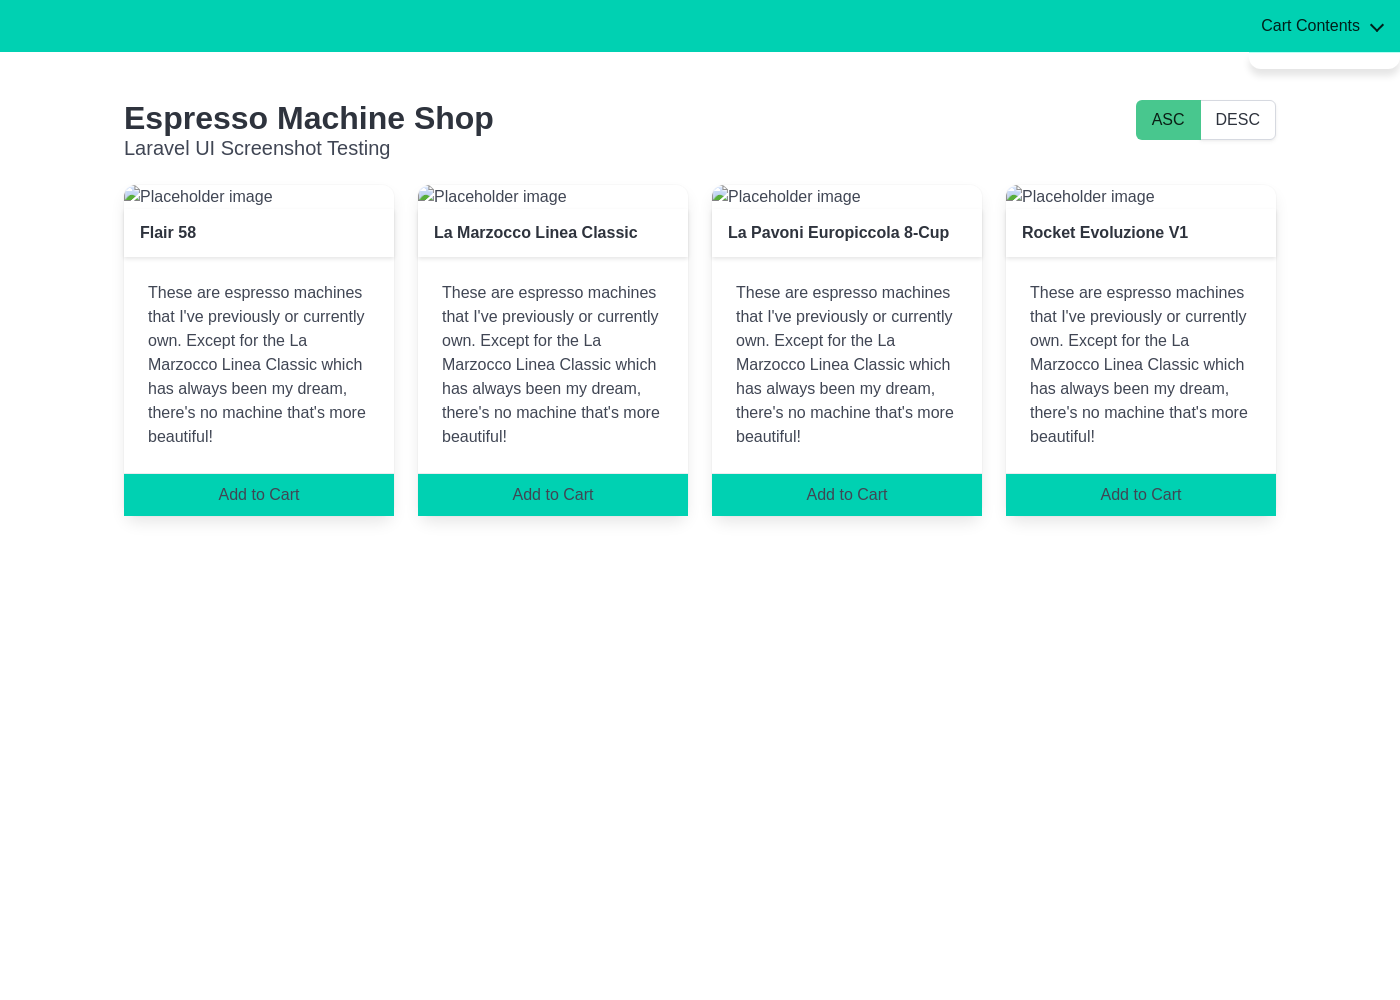 Cart Contents
Espresso Machine Shop
Laravel UI Screenshot Testing
ASC
DESC
Placeholder image
Flair 58
These are espresso machines
that I've previously or currently
own. Except for the La
Marzocco Linea Classic which
has always been my dream,
there's no machine that's more
beautiful!
Add to Cart
Placeholder image
La Marzocco Linea Classic
These are espresso machines
that I've previously or currently
own. Except for the La
Marzocco Linea Classic which
has always been my dream,
there's no machine that's more
beautiful!
Add to Cart
Placeholder image
La Pavoni Europiccola 8-Cup
These are espresso machines
that I've previously or currently
own. Except for the La
Marzocco Linea Classic which
has always been my dream,
there's no machine that's more
beautiful!
Add to Cart
Placeholder image
Rocket Evoluzione V1
These are espresso machines
that I've previously or currently
own. Except for the La
Marzocco Linea Classic which
has always been my dream,
there's no machine that's more
beautiful!
Add to Cart